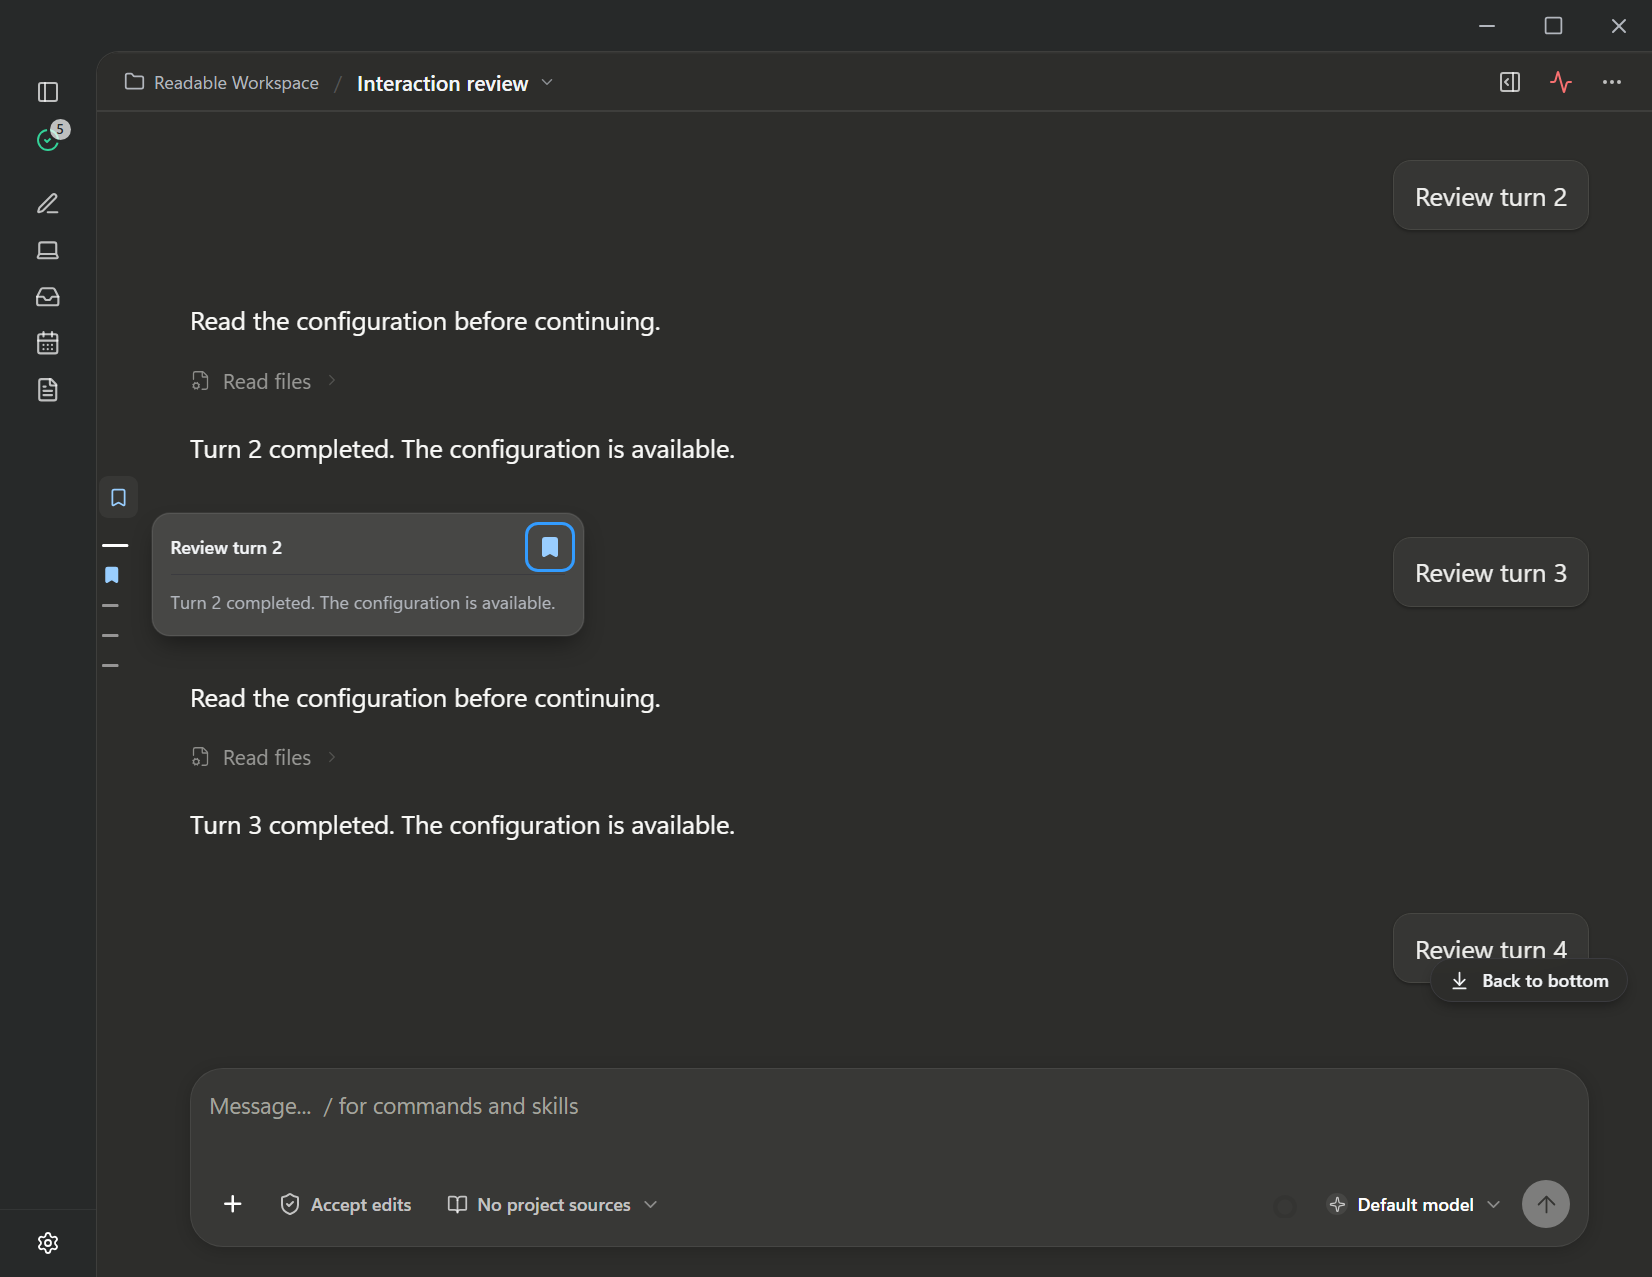 5
Readable Workspace / Interaction review
Review turn 2
Read the configuration before continuing.
Read files
Turn 2 completed. The configuration is available.
Review turn 2
Turn 2 completed. The configuration is available.
Review turn 3
Read the configuration before continuing.
Read files
Turn 3 completed. The configuration is available.
Review turn 4
Back to bottom
Message... / for commands and skills
Accept edits
No project sources
Default model